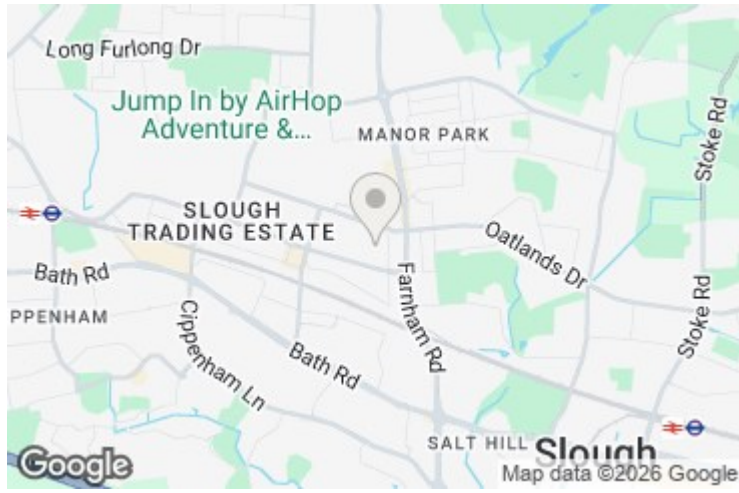 Long Furlong Dr
Jump In by AirHop
Adventure &...
MANOR PARK
Stoke Rd
SLOUGH
TRADING ESTATE
Oatlands Dr
Bath Rd
PPENHAM
Cippenham Ln
Bath Rd
Farnham Rd
Stoke Rd
SALT HILL
Slough
Google
Map data ©2026 Google